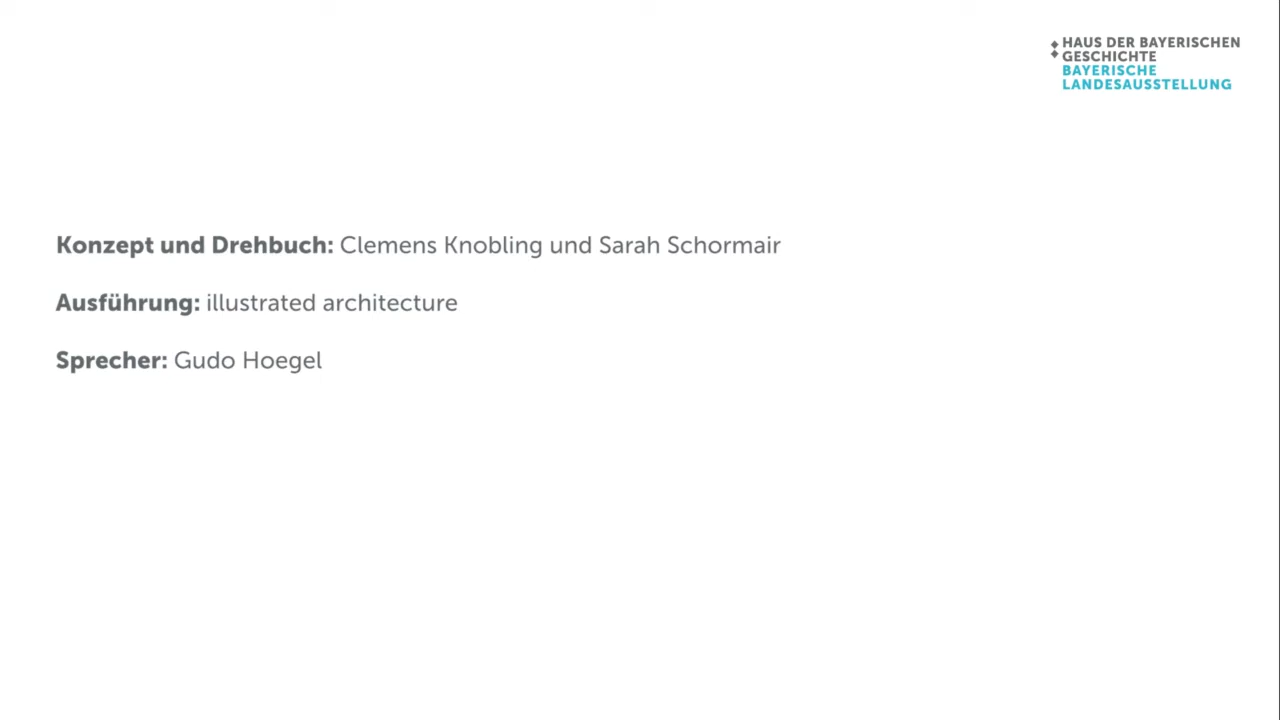 HAUS DER BAYERISCHEN
GESCHICHTE
BAYERISCHE
LANDESAUSSTELLUNG
Konzept und Drehbuch: Clemens Knobling und Sarah Schormair
Ausführung: illustrated architecture
Sprecher: Gudo Hoegel